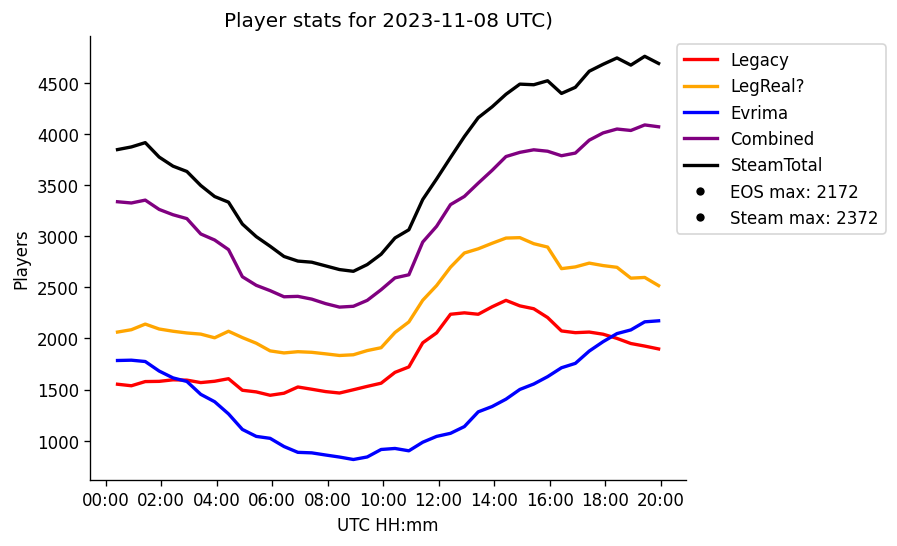 Player stats for 2023-11-08 UTC)
Legacy
LegReal?
Evrima
Combined
SteamTotal
EOS max: 2172
Steam max: 2372
4500
4000
3500
3000
2500
2000
1500
1000
Players
00:00 02:00 04:00 06:00 08:00 10:00 12:00 14:00 16:00 18:00 20:00
UTC HH:mm